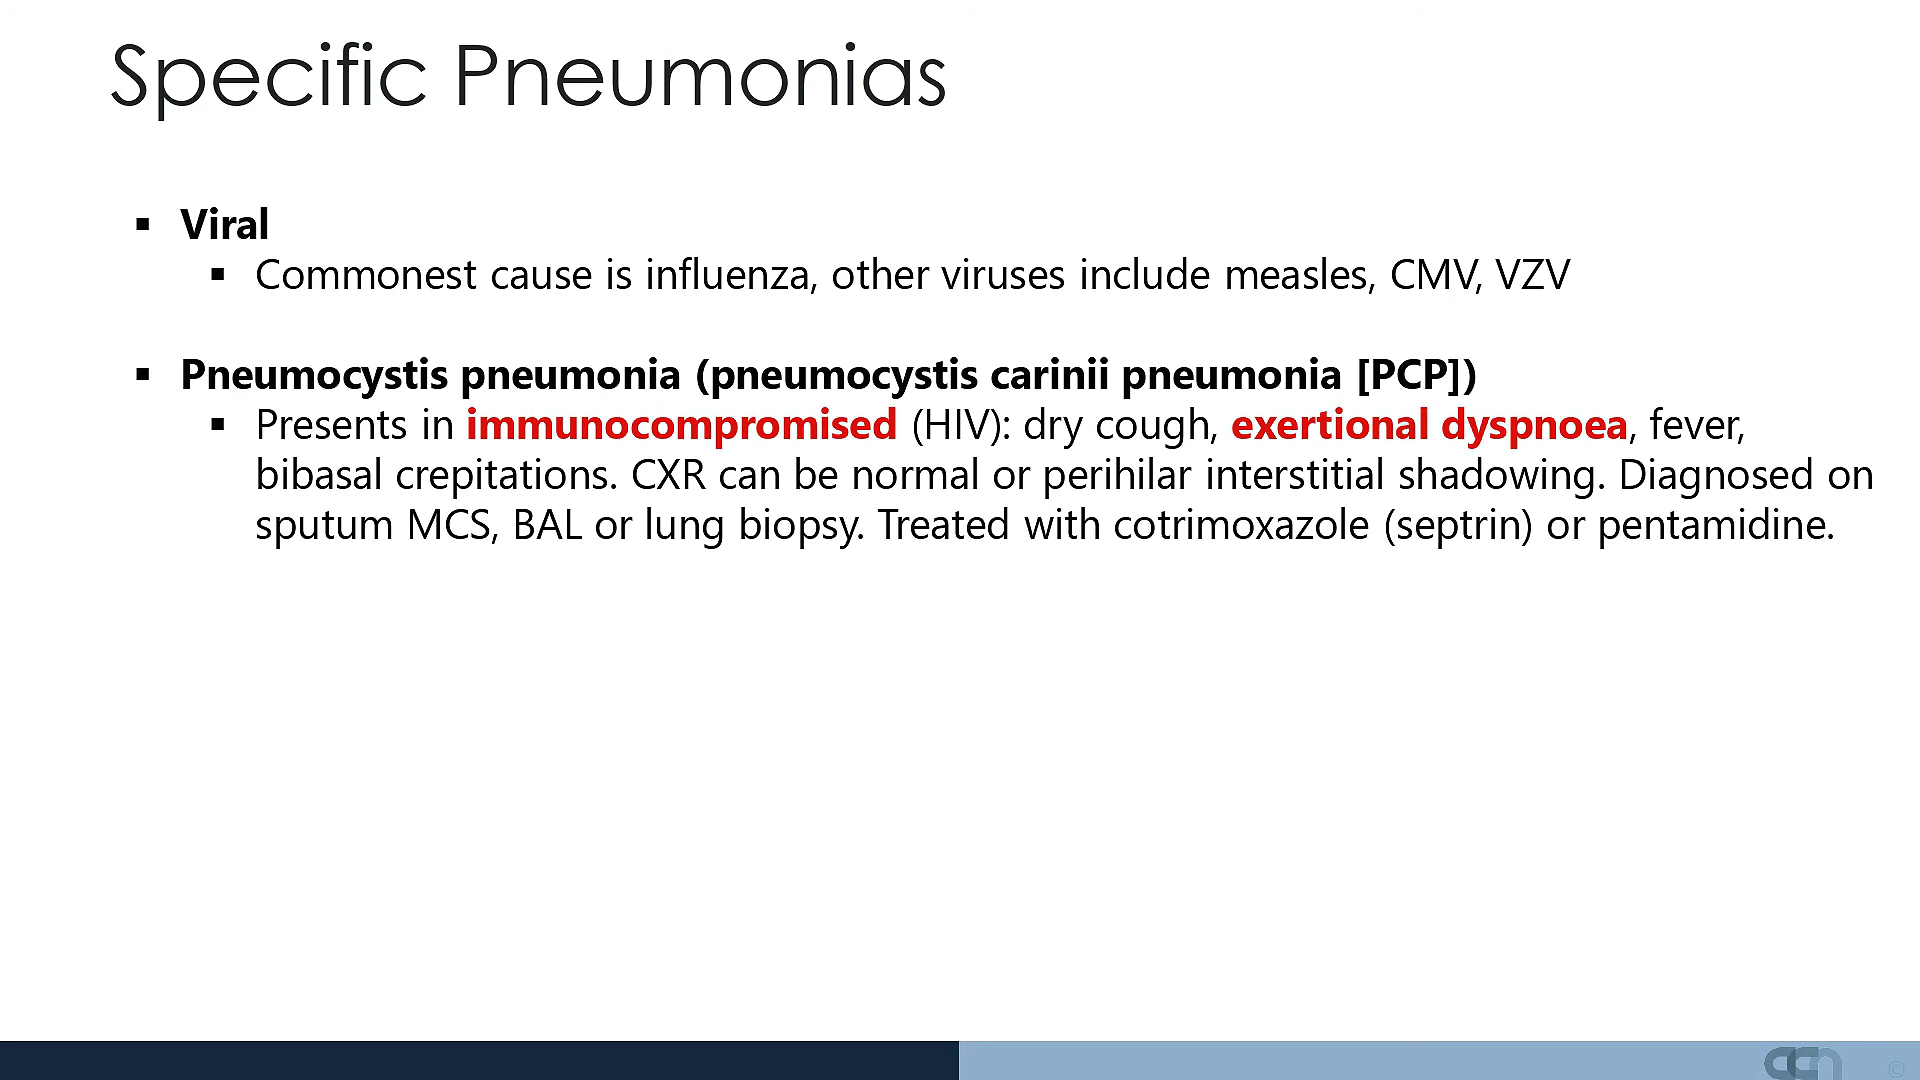 Specific Pneumonias
▪ Viral
▪ Commonest cause is influenza, other viruses include measles, CMV, VZV
▪ Pneumocystis pneumonia (pneumocystis carinii pneumonia [PCP])
▪ Presents in immunocompromised (HIV): dry cough, exertional dyspnoea, fever,
bibasal crepitations. CXR can be normal or perihilar interstitial shadowing. Diagnosed on
sputum MCS, BAL or lung biopsy. Treated with cotrimoxazole (septrin) or pentamidine.
©